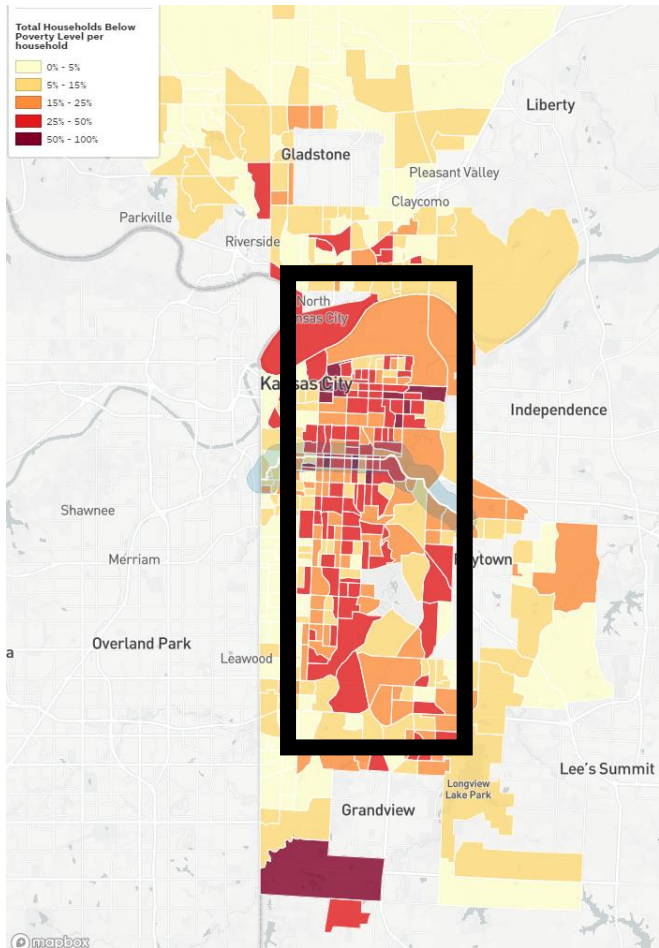 Total Households Below
Poverty Level per
household
0% - 5%
5% - 15%
15% - 25%
25% - 50%
50% - 100%
Liberty
Gladstone
Pleasant Valley
Claycomo
Parkville
Riverside
North
nsas City
Kansas City
Independence
Shawnee
Merriam
ytown
a
Overland Park
Leawood
Lee's Summit
Longview
Lake Park
Grandview
mapbox